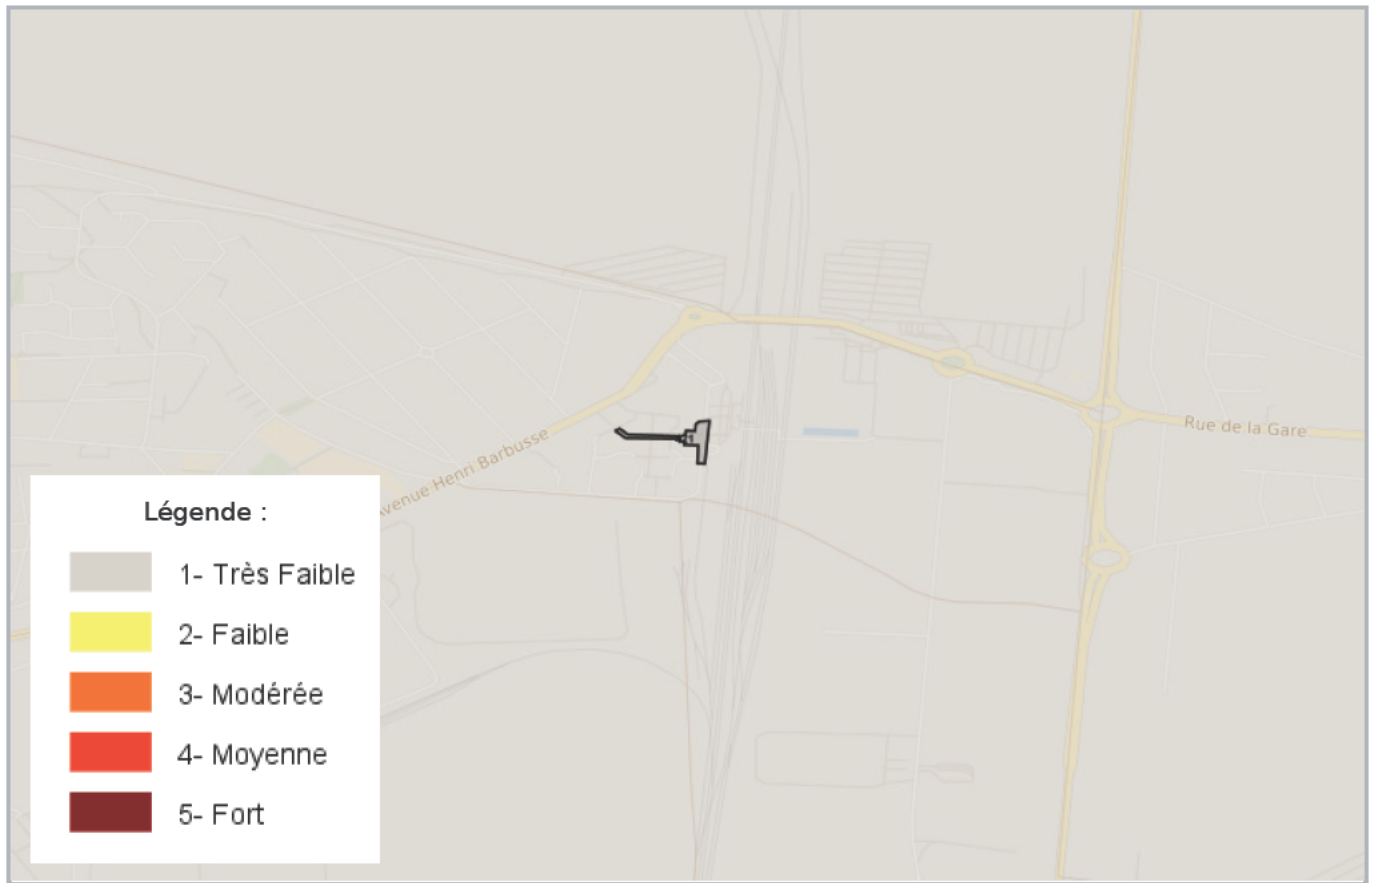 Rue de la Gare
Avenue Henri Barbusse
Légende :
1- Très Faible
2- Faible
3- Modérée
4- Moyenne
5- Fort